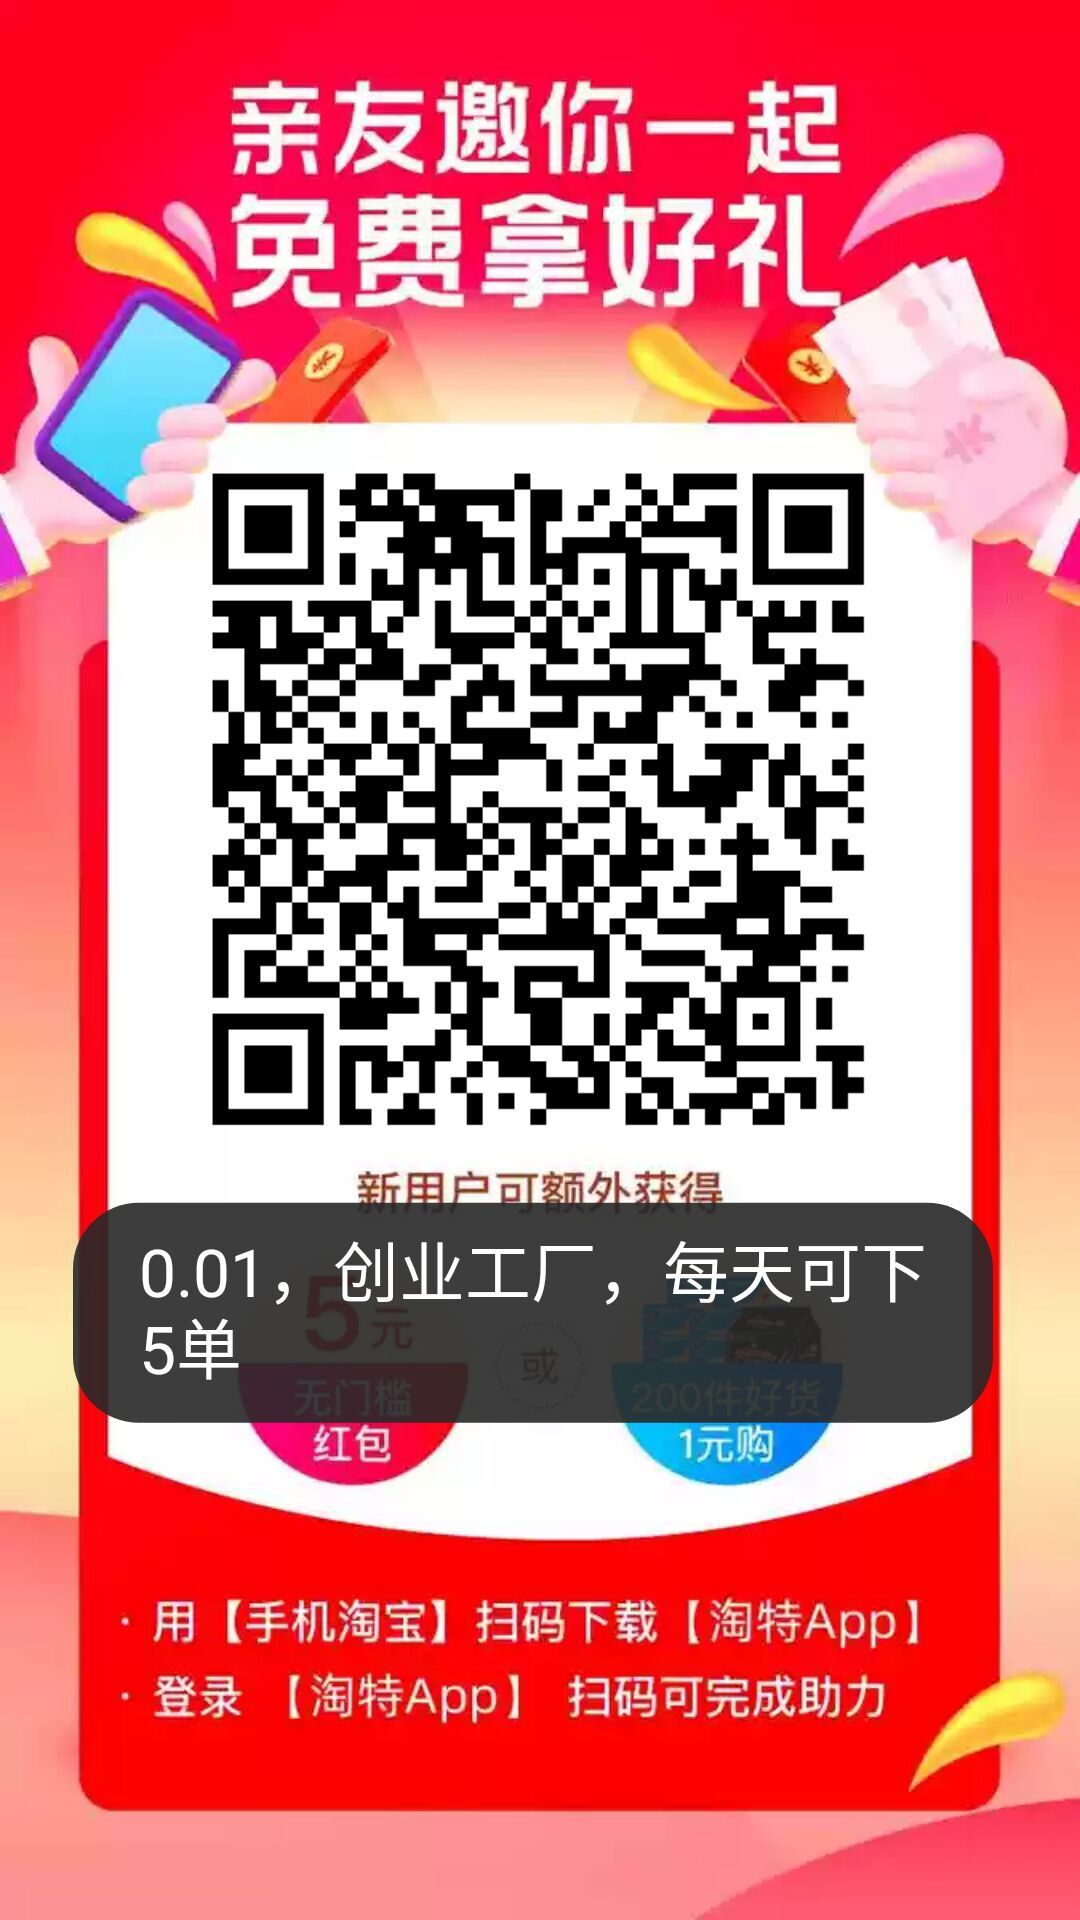 亲友邀你一起
免费拿好礼
新用户可额外获得
0.01，创业工厂，每天可下
5单
5元
或
无门槛
200件好货
红包
1元购
· 用【手机淘宝】扫码下载【淘特App】
· 登录 【淘特App】 扫码可完成助力